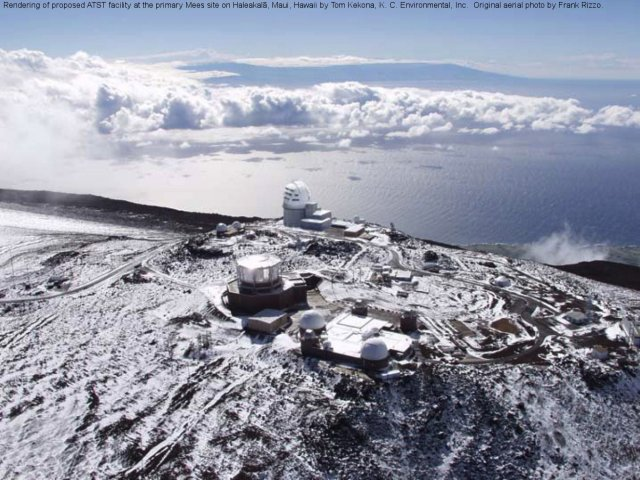 Rendering of proposed ATST facility at the primary Mees site on Haleakalā, Maui, Hawaii by Tom Kekona, K. C. Environmental, Inc.  Original aerial photo by Frank Rizzo.